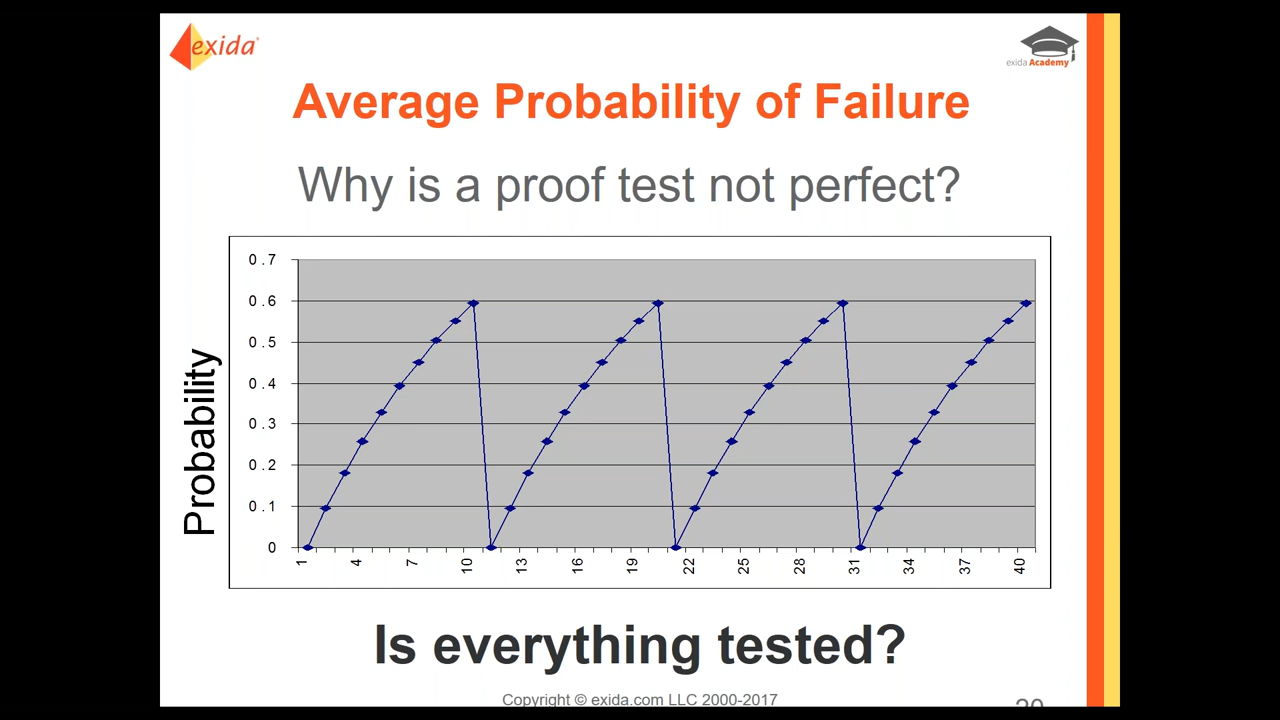 exida
exida Academy
Average Probability of Failure
Why is a proof test not perfect?
Probability
0.7
0.6
0.5
0.4
0.3
0.2
0.1
0
1 4 7 10 13 16 19 22 25 28 31 34 37 40
Is everything tested?
Copyright © exida.com LLC 2000-2017